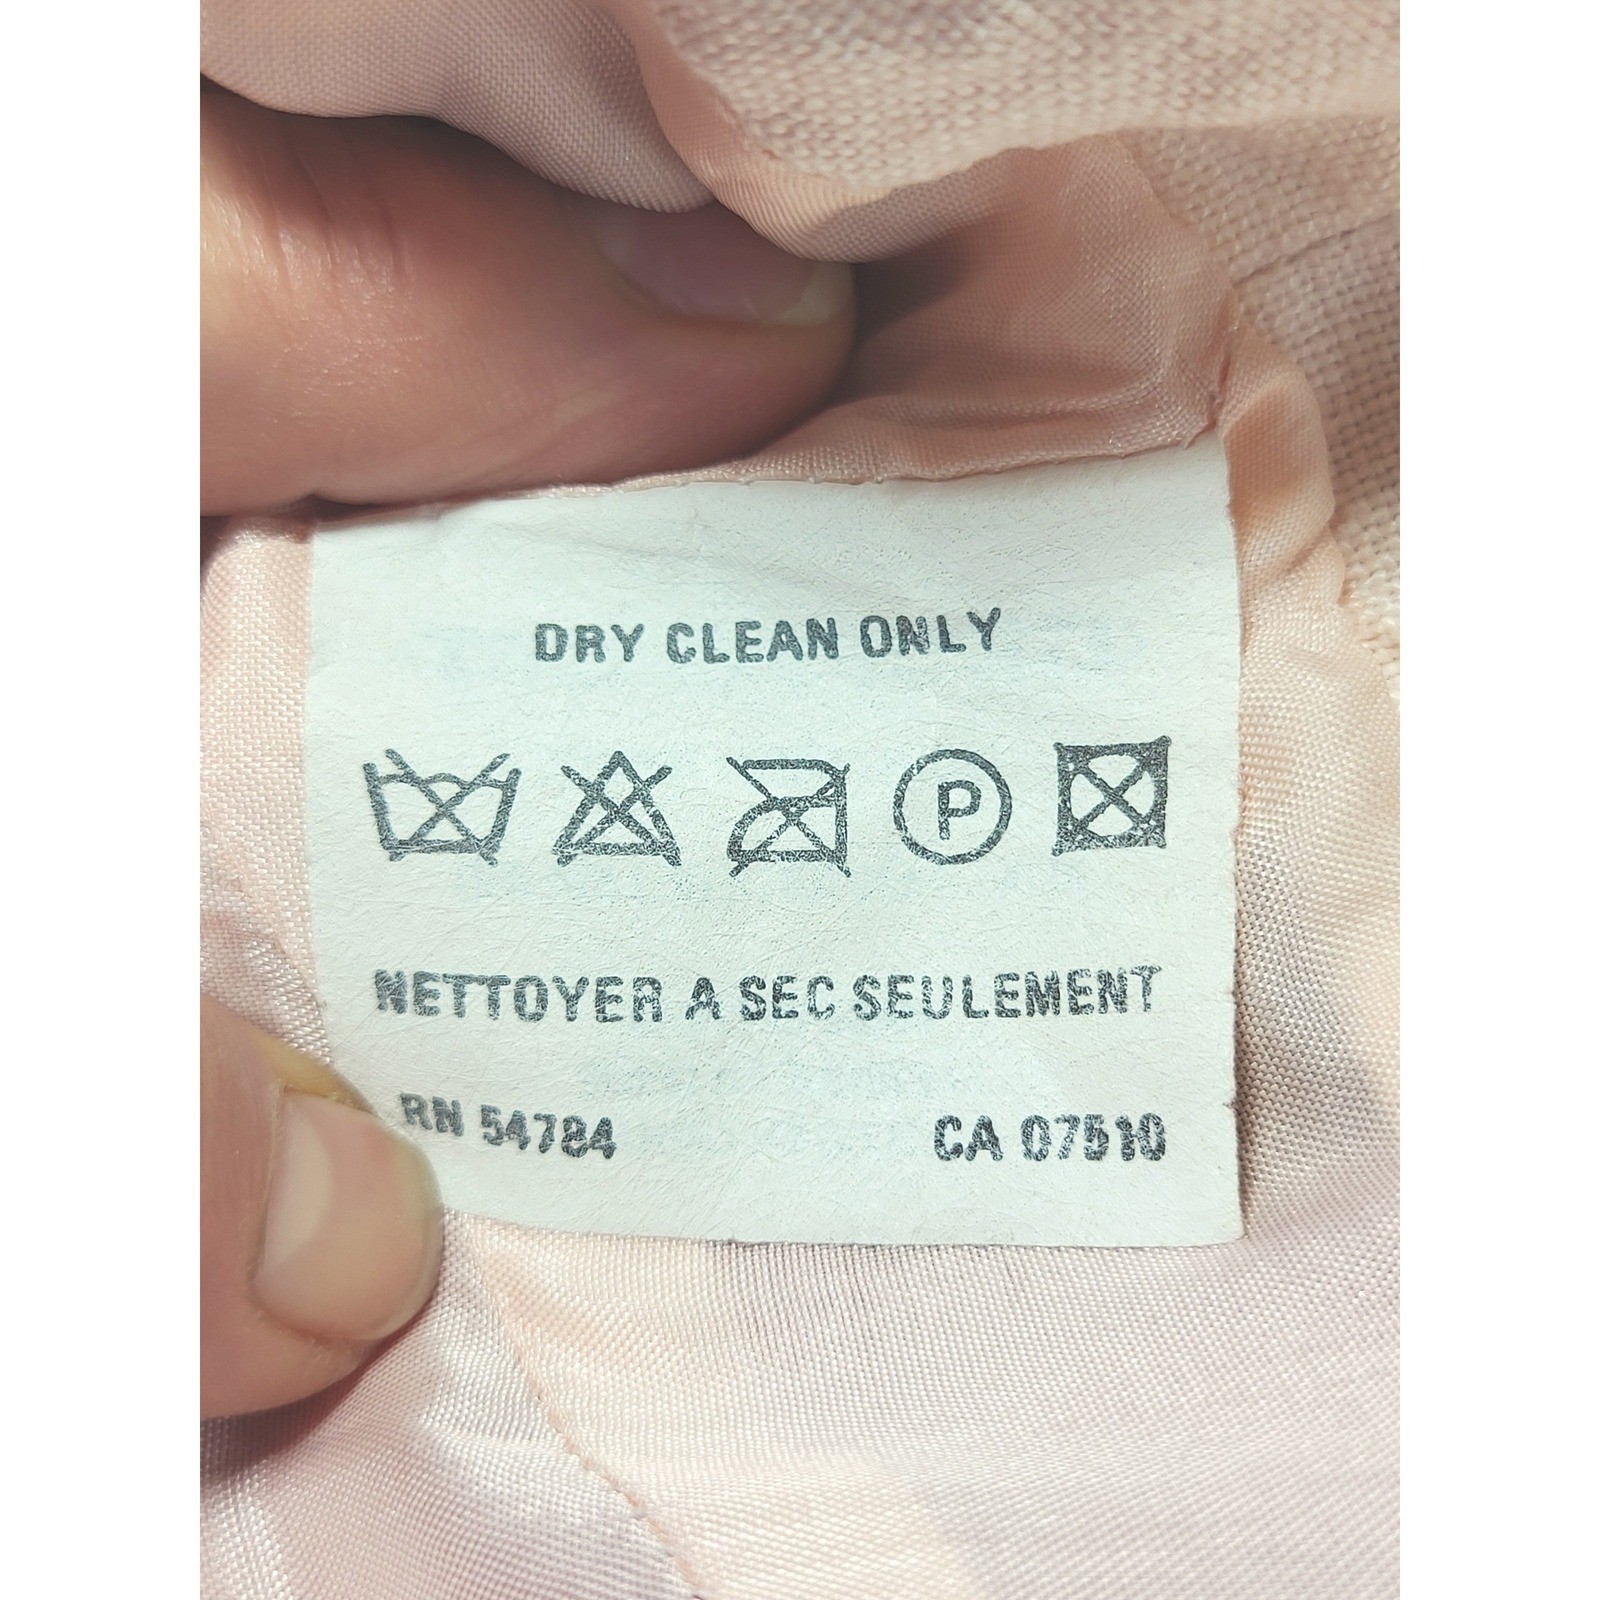 DRY CLEAN ONLY
P
NETTOYER A SEC SEULEMENT
RN 54784 CA 07510